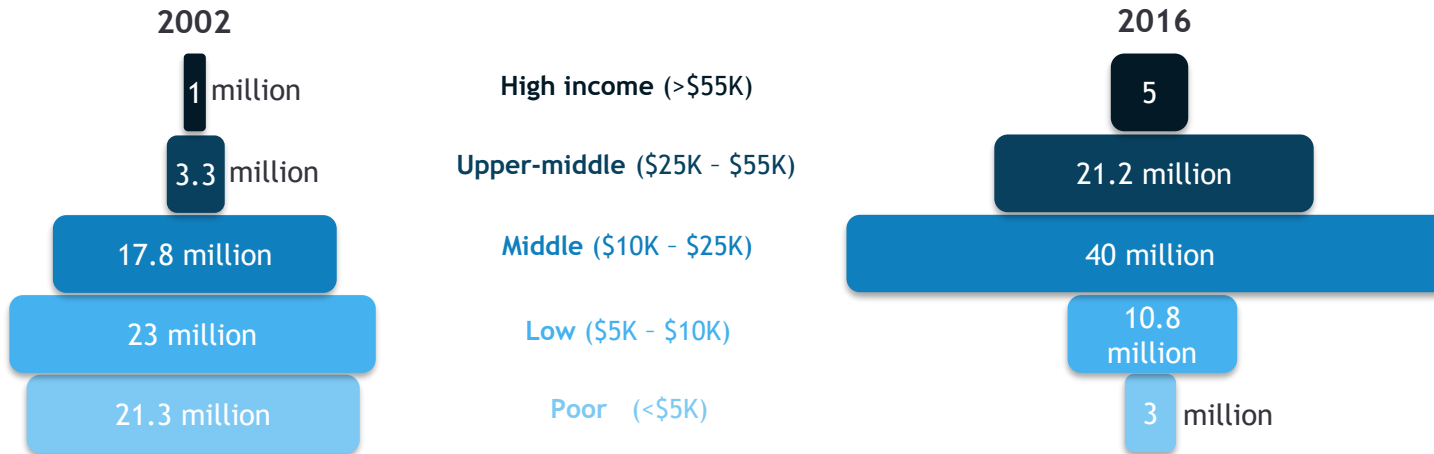 2002
2016
1 million
High income (>$55K)
5
3.3 million
Upper-middle ($25K – $55K)
21.2 million
17.8 million
Middle ($10K – $25K)
40 million
23 million
Low ($5K – $10K)
10.8
million
21.3 million
Poor (<$5K)
3 million